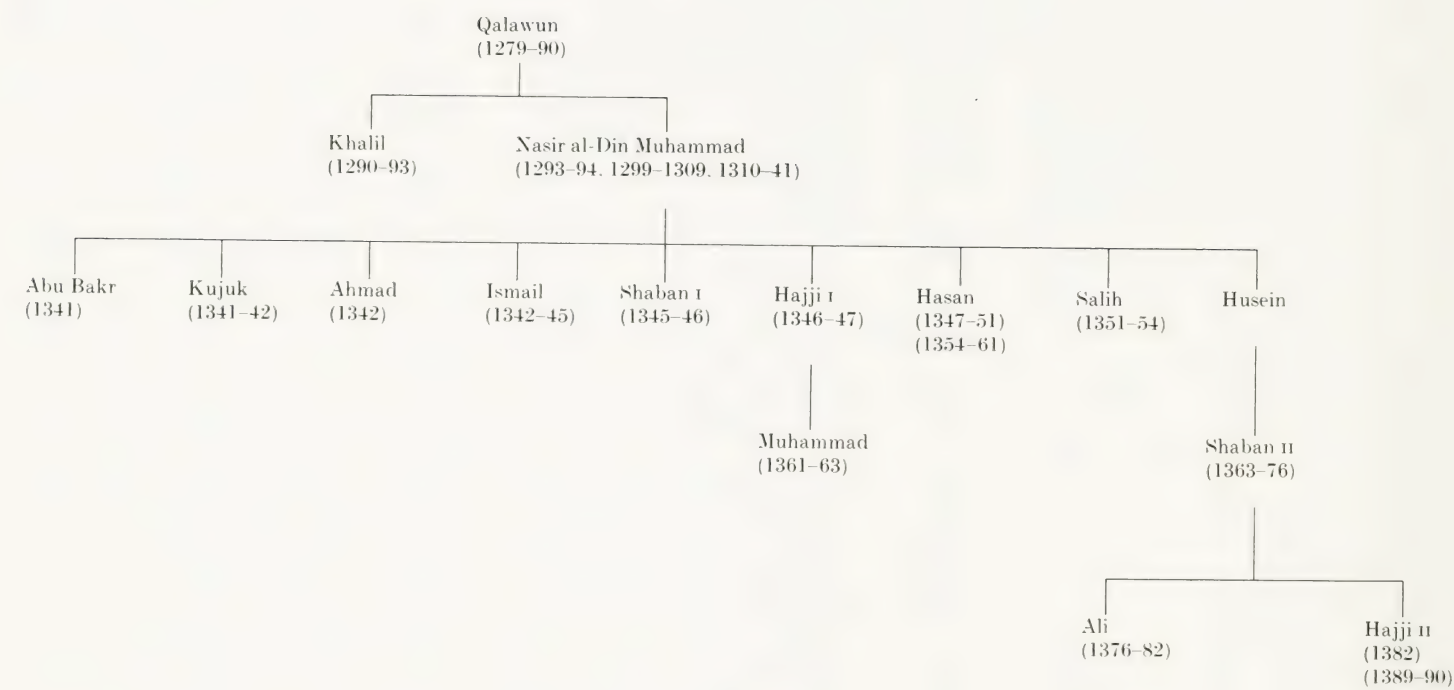 Qalawun
(1279–90)
Khalil
(1290–93)
Nasir al-Din Muhammad
(1293–94, 1299–1309, 1310–41)
Abu Bakr
(1341)
Kujuk
(1341–42)
Ahmad
(1342)
Ismail
(1342–45)
Shaban I
(1345–46)
Hajji I
(1346–47)
Hasan
(1347–51)
(1354–61)
Salih
(1351–54)
Husein
Muhammad
(1361–63)
Shaban II
(1363–76)
Ali
(1376–82)
Hajji II
(1382)
(1389–90)